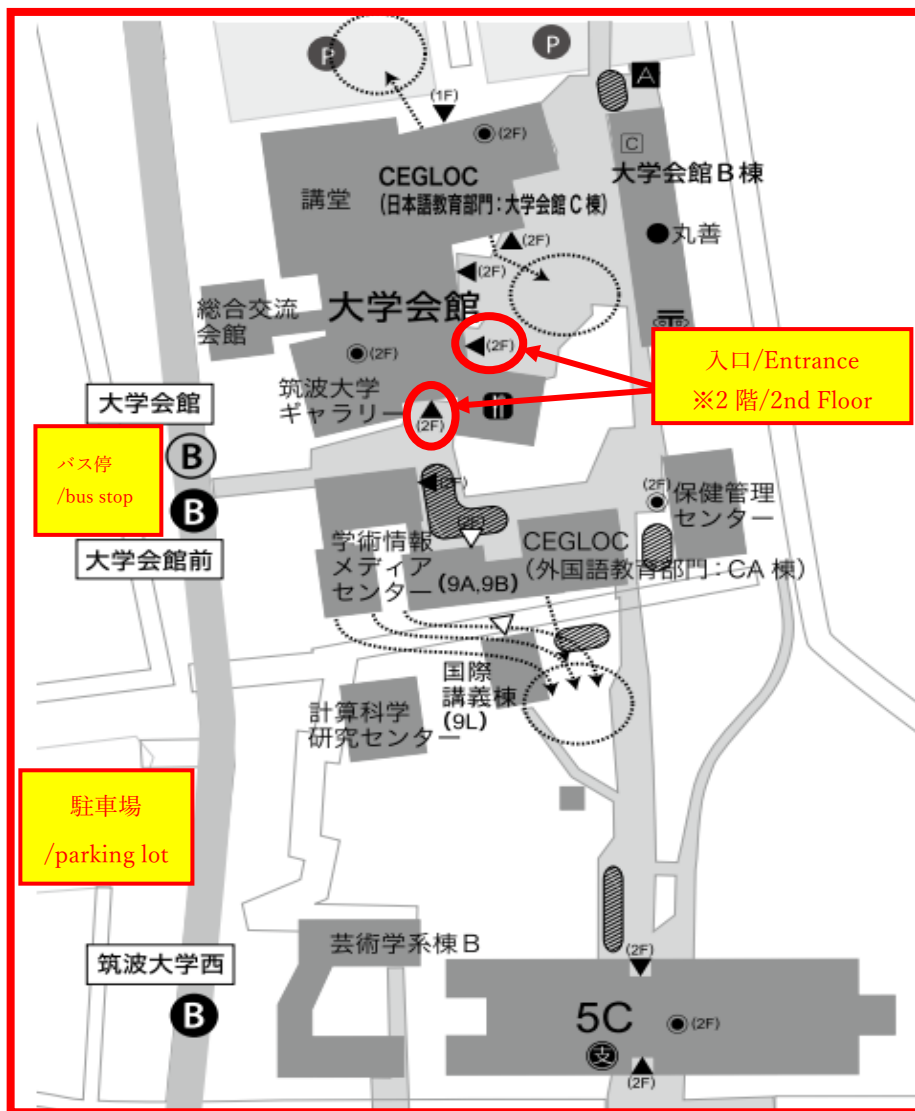 P
P
(1F)
A
(2F)
C
CEGLOC
(日本語教育部門:大学会館C棟)
大学会館B棟
講堂
(2F)
●丸善
(2F)
大学会館
総合交流
会館
(2F)
(2F)
入口/Entrance
※2 階/2nd Floor
筑波大学
ギャラリー
(2F)
大学会館
B
バス停
/bus stop
B
大学会館前
(2F)
(2F)
保健管理
センター
学術情報
メディア
センター
(9A,9B)
CEGLOC
(外国語教育部門:CA棟)
国際
講義棟
(9L)
計算科学
研究センター
駐車場
/parking lot
芸術学系棟B
筑波大学西
B
(2F)
5C
(2F)
支
(2F)